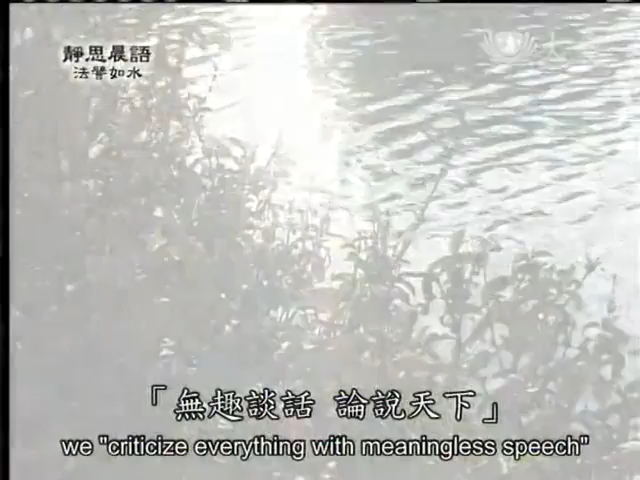 靜思晨語
法譬如水
大
「無趣談話 論說天下」
we "criticize everything with meaningless speech"